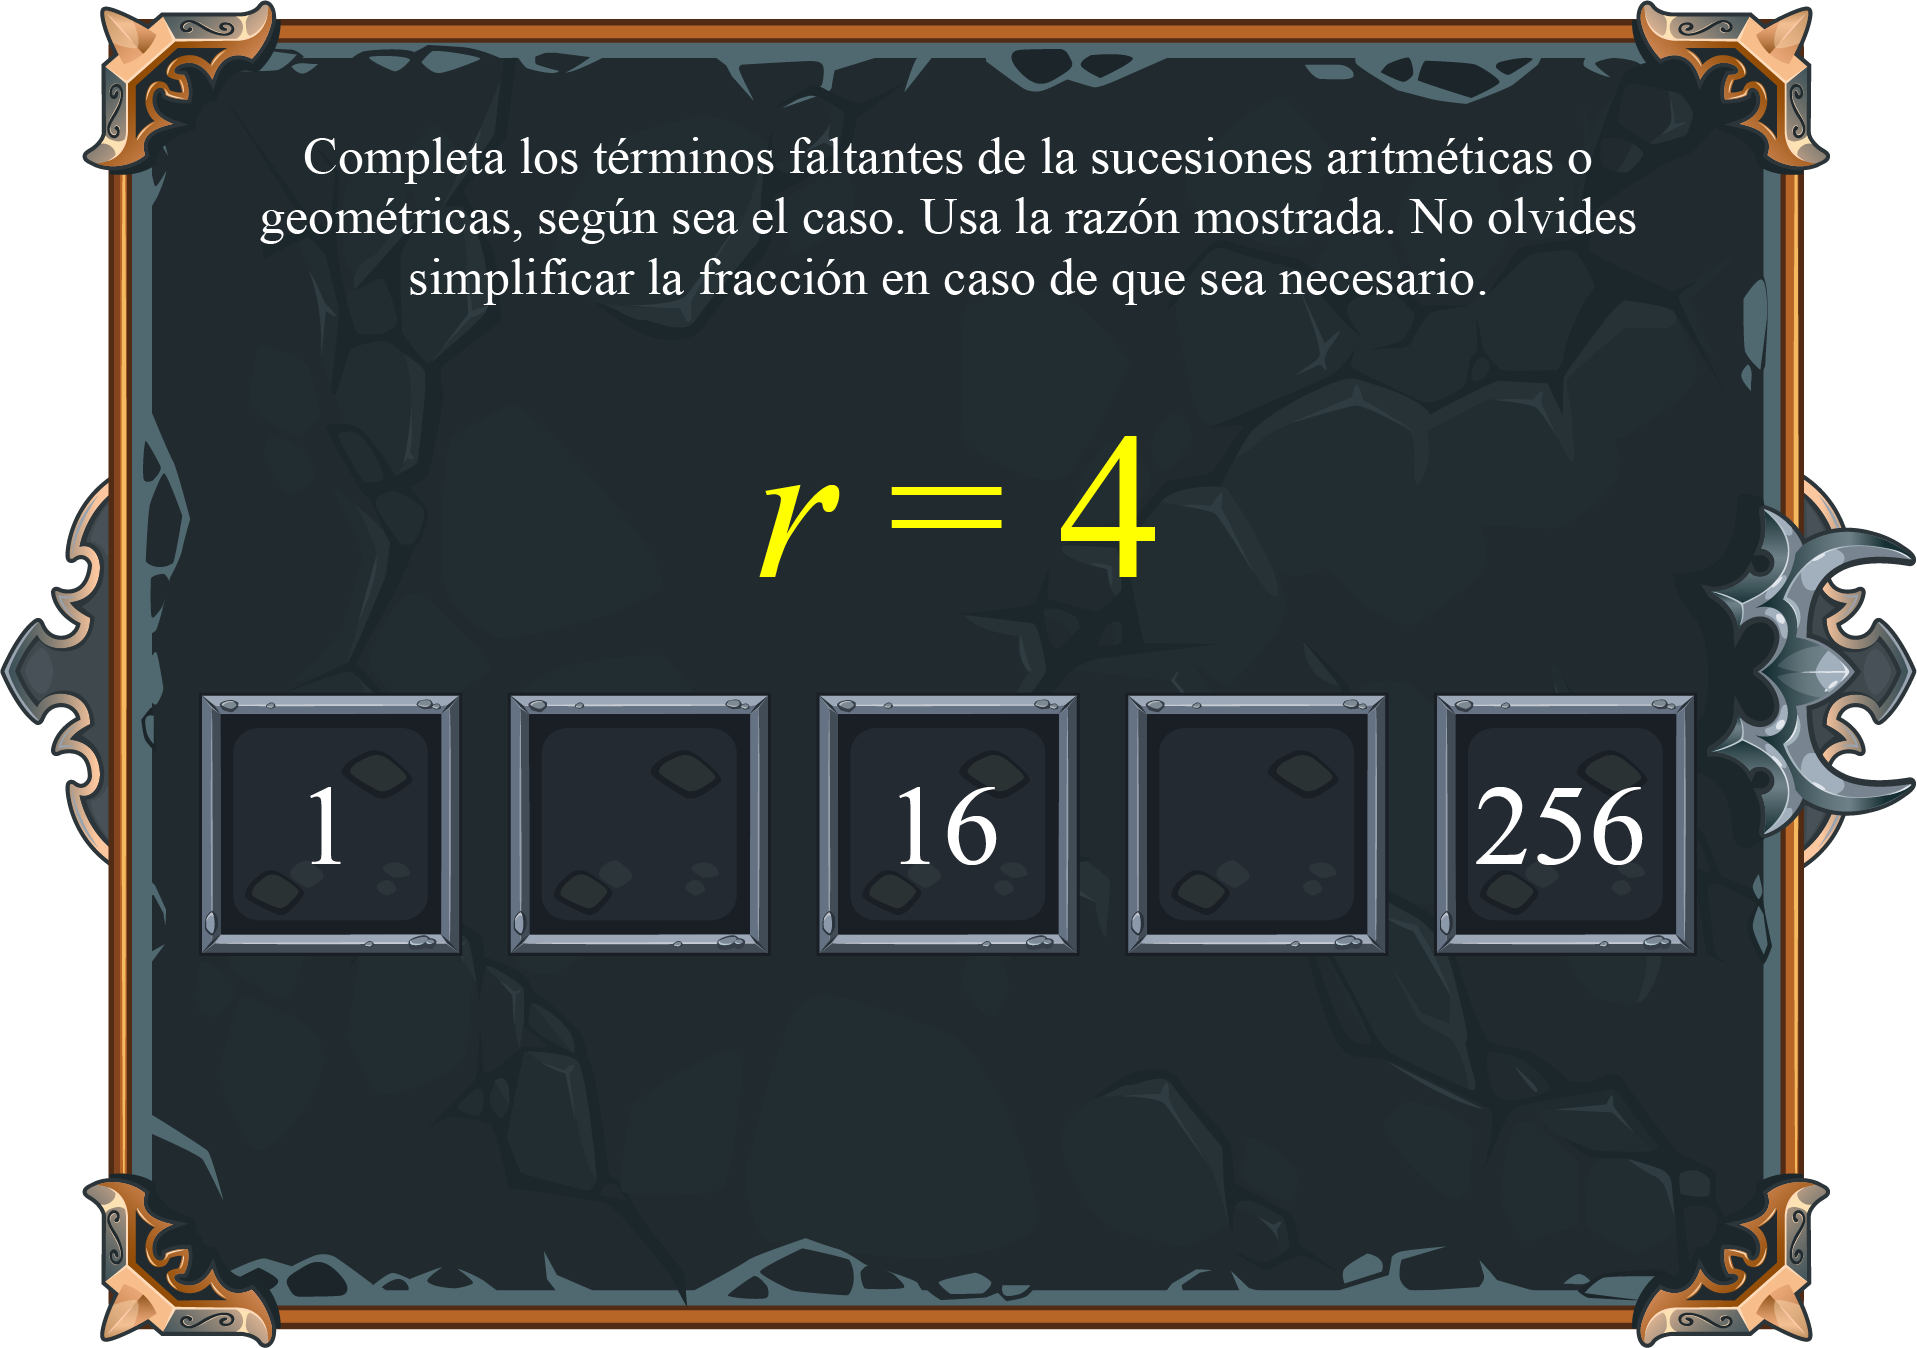 Completa los términos faltantes de la sucesiones aritméticas o
geométricas, según sea el caso. Usa la razón mostrada. No olvides
simplificar la fracción en caso de que sea necesario.
r = 4
1 16 256